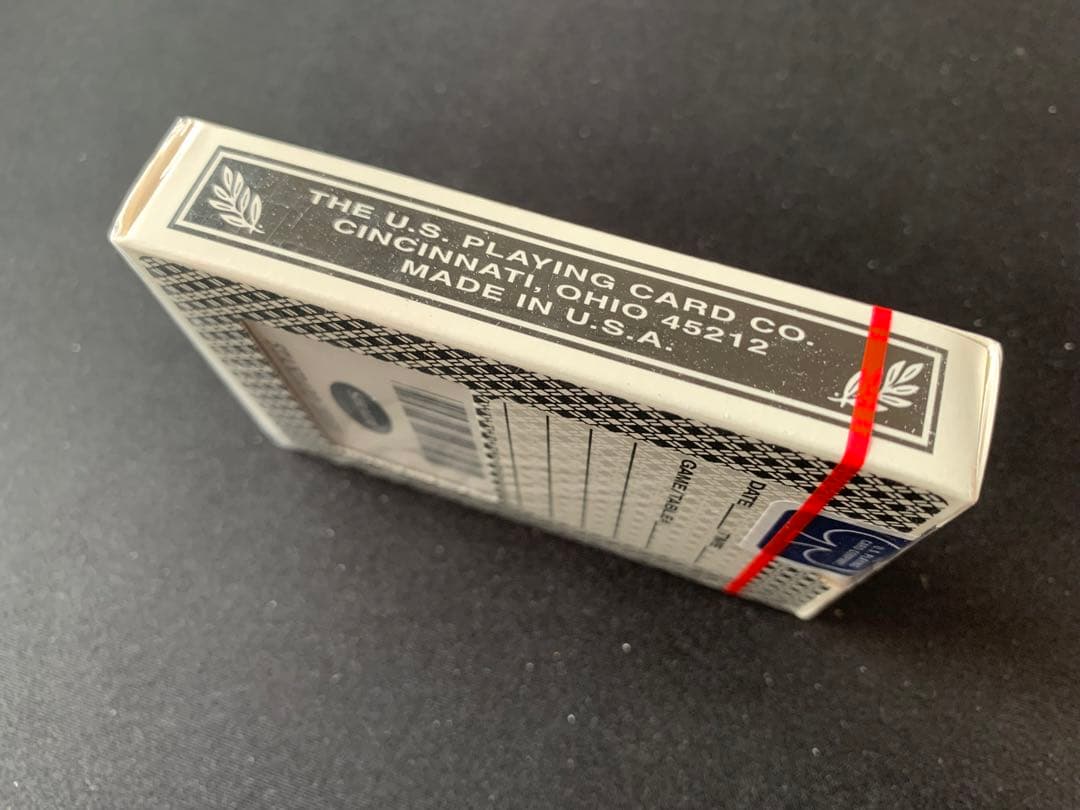 THE U.S. PLAYING CARD CO.
CINCINNATI, OHIO 45212
MADE IN U.S.A.
DATE
GAME/TABLE